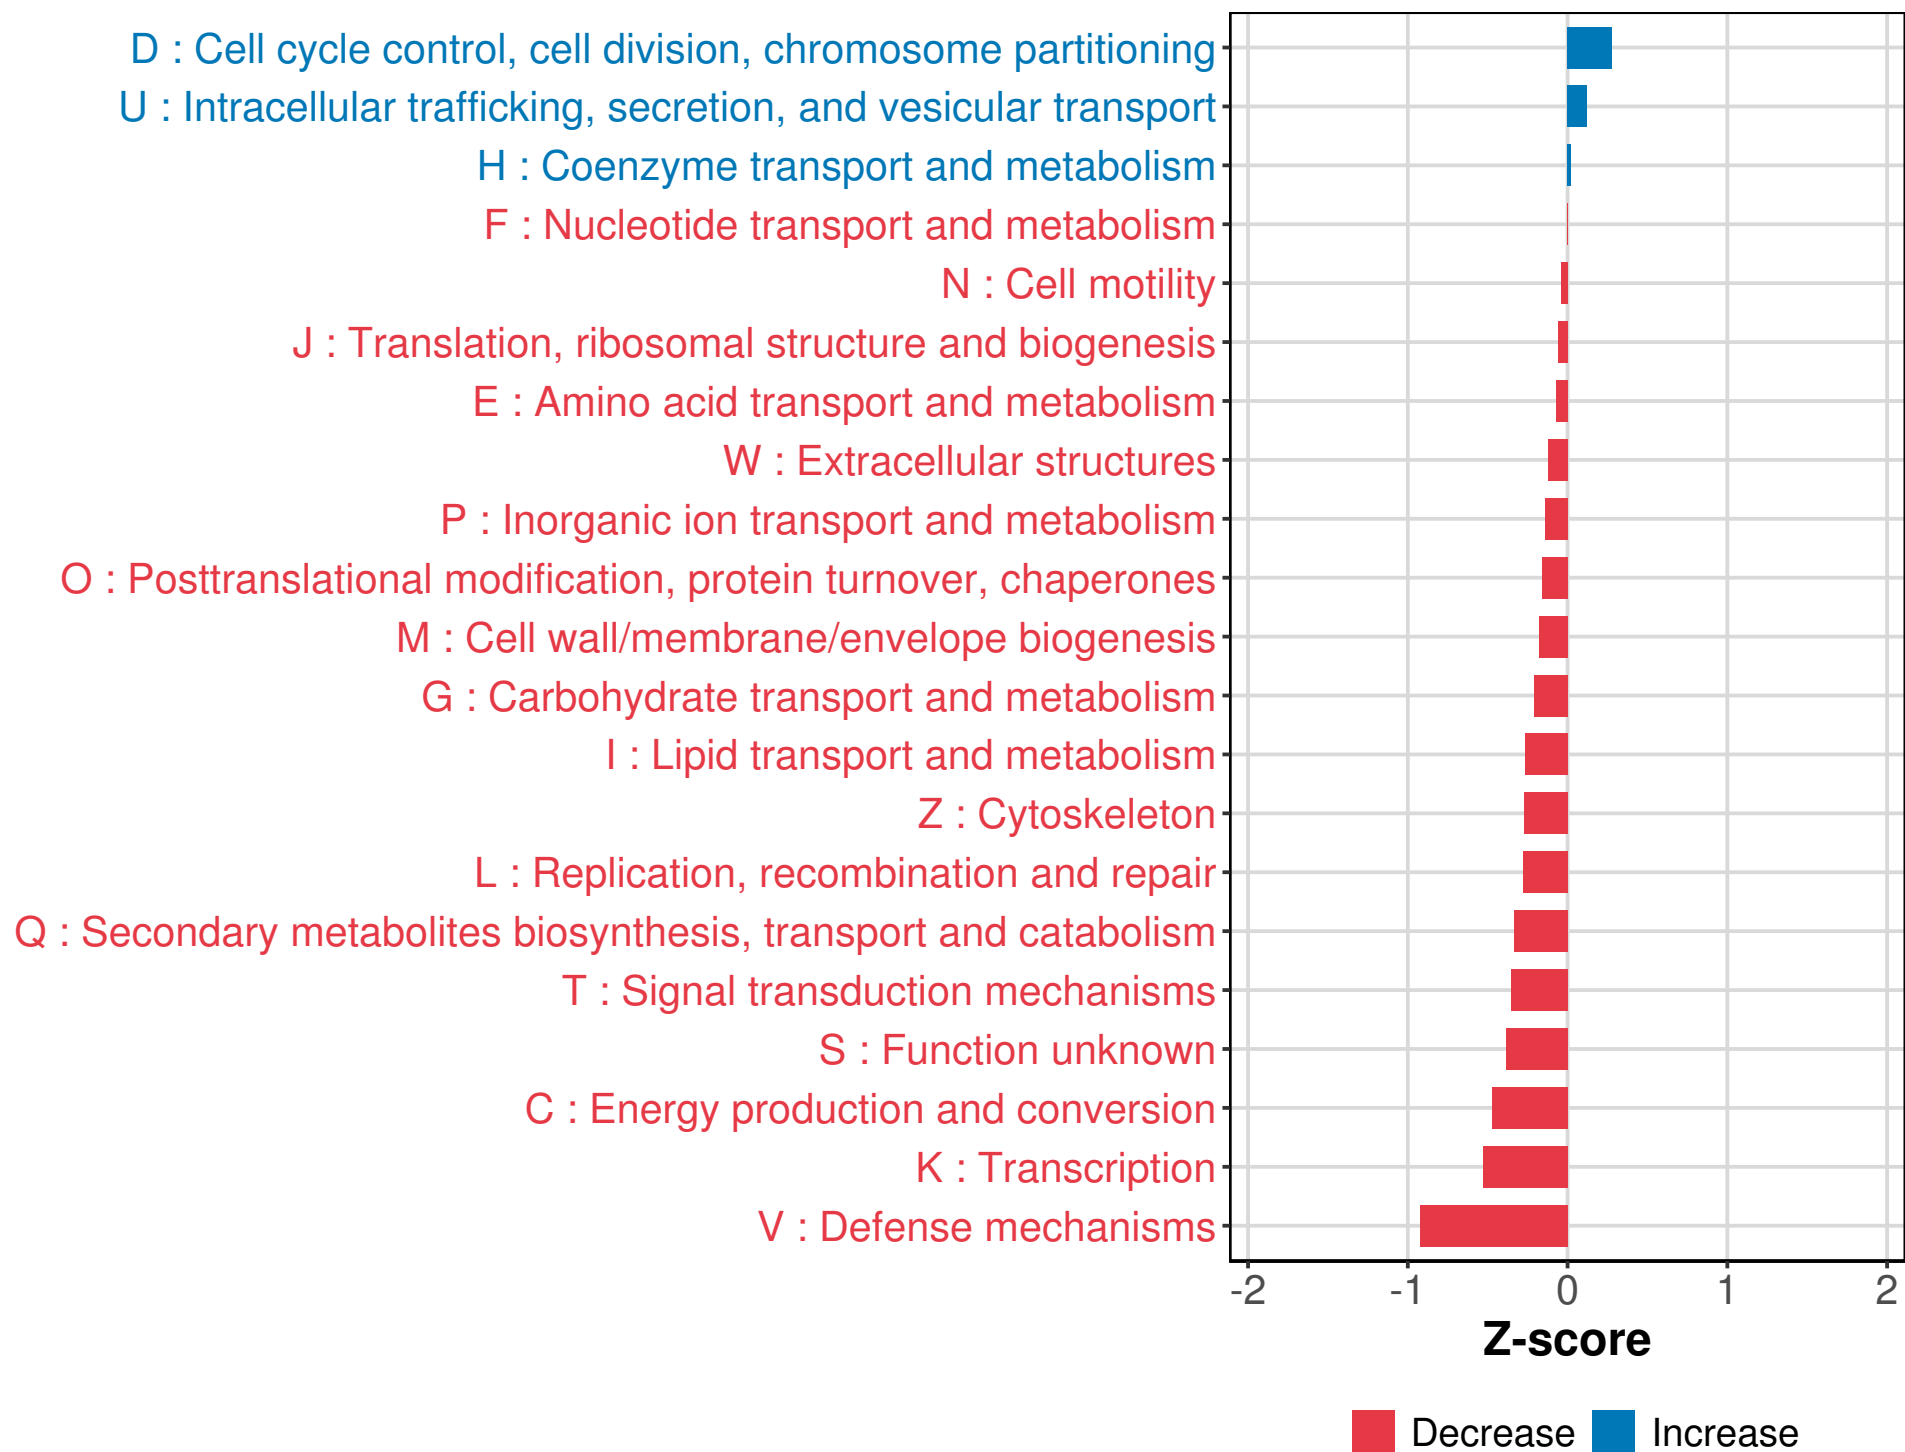 D : Cell cycle control, cell division, chromosome partitioning
U : Intracellular trafficking, secretion, and vesicular transport
H : Coenzyme transport and metabolism
F : Nucleotide transport and metabolism
N : Cell motility
J : Translation, ribosomal structure and biogenesis
E : Amino acid transport and metabolism
W : Extracellular structures
P : Inorganic ion transport and metabolism
O : Posttranslational modification, protein turnover, chaperones
M : Cell wall/membrane/envelope biogenesis
G : Carbohydrate transport and metabolism
I : Lipid transport and metabolism
Z : Cytoskeleton
L : Replication, recombination and repair
Q : Secondary metabolites biosynthesis, transport and catabolism
T : Signal transduction mechanisms
S : Function unknown
C : Energy production and conversion
K : Transcription
V : Defense mechanisms
-2 -1 0 1 2
Z-score
Decrease Increase